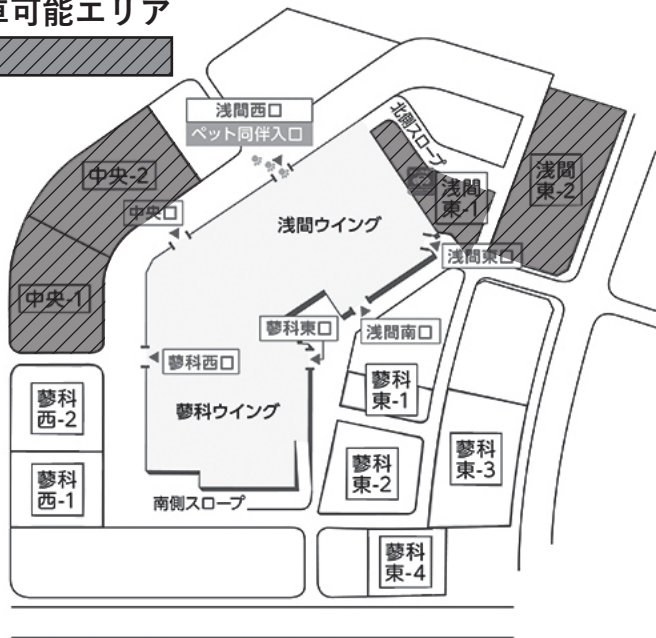 車可能エリア
浅間西口
ペット同伴入口
北側スロープ
中央-2
浅間
東-1
浅間
東-2
中央口
浅間ウイング
浅間東口
中央-1
蓼科東口
浅間南口
蓼科西口
蓼科
東-1
蓼科
西-2
蓼科ウイング
蓼科
東-3
蓼科
東-2
蓼科
西-1
南側スロープ
蓼科
東-4